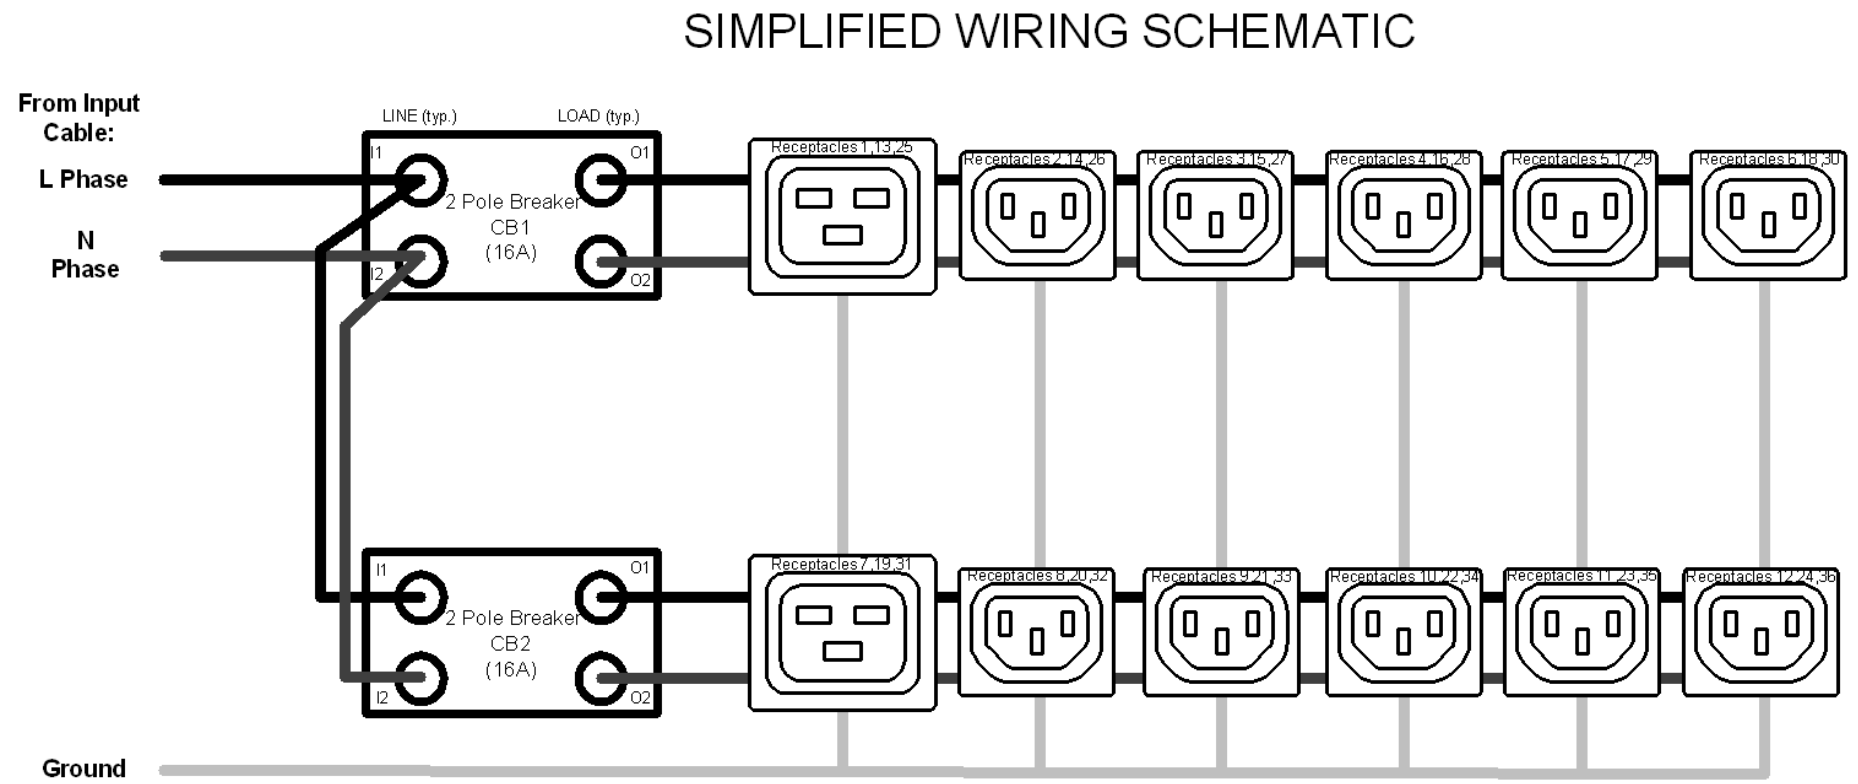 SIMPLIFIED WIRING SCHEMATIC
From Input
Cable:
L Phase
N
Phase
LINE (typ.)
LOAD (typ.)
I1
O1
2 Pole Breaker
CB1
(16A)
I2
O2
Receptacles 1,13,25
Receptacles 2,14,26
Receptacles 3,15,27
Receptacles 4,16,28
Receptacles 5,17,29
Receptacles 6,18,30
I1
O1
2 Pole Breaker
CB2
(16A)
I2
O2
Receptacles 7,19,31
Receptacles 8,20,32
Receptacles 9,21,33
Receptacles 10,22,34
Receptacles 11,23,35
Receptacles 12,24,36
Ground